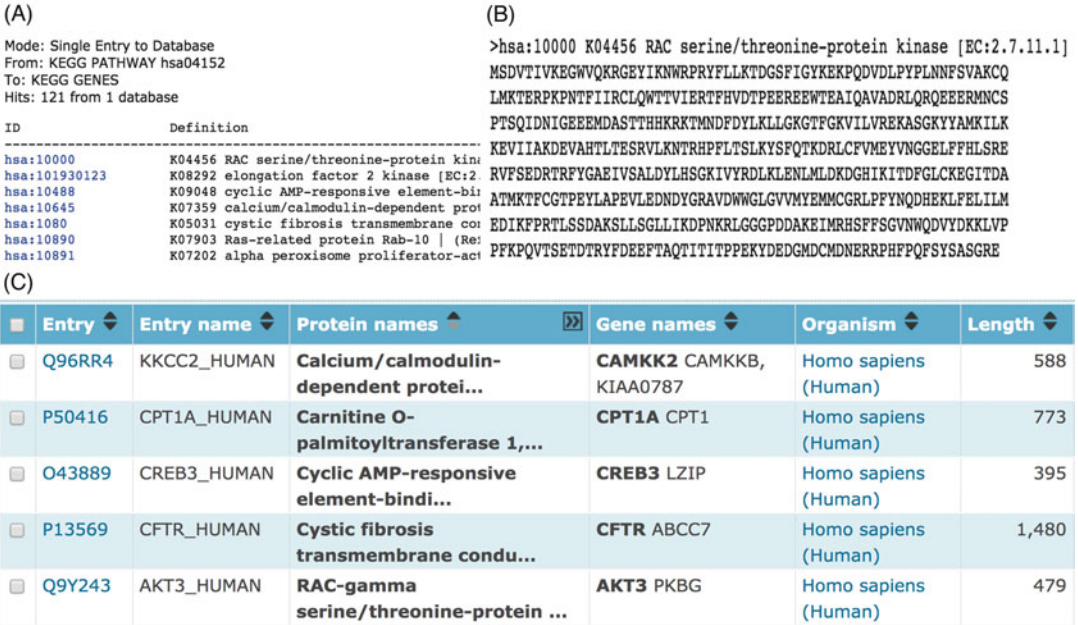 (A)
Mode: Single Entry to Database
From: KEGG PATHWAY hsa04152
To: KEGG GENES
Hits: 121 from 1 database
ID Definition
hsa:10000 K04456 RAC serine/threonine-protein kina
hsa:101930123 K08292 elongation factor 2 kinase [EC:2.
hsa:10488 K09048 cyclic AMP-responsive element-bin
hsa:10645 K07359 calcium/calmodulin-dependent prot
hsa:1080 K05031 cystic fibrosis transmembrane con
hsa:10890 K07903 Ras-related protein Rab-10 | (Re
hsa:10891 K07202 alpha peroxisome proliferator-act
(B)
>hsa:10000 K04456 RAC serine/threonine-protein kinase [EC:2.7.11.1]
MSDVTIVKEGWVQKRGEYIKNWRPRYFLLKTDGSFIGYKEKPQDVDLPYPLNNFSVAKCQ
LMKTERPKPNTFIIRCLQWTTVIERTFHVDTPEEREEWTEAIQAVADRLQRQEEERMNCS
PTSQIDNIGEEEMDASTTHHKRKTMNDFDYLKLLGKGTFGKVILVREKASGKYYAMKILK
KEVIIAKDEVAHTLTESRVLKNTRHPFLTSLKYSFQTKDRLCFVMEYVNGGELFFHLSRE
RVFSEDRTRFYGAEIVSALDYLHSGKIVYRDLKLENLMLDKDGHIKITDFGLCKEGITDA
ATMKTFCGTPEYLAPEVLEDNDYGRAVDWWGLGVVMYEMMCGRLPFYNQDHEKLFELILM
EDIKFPRTLSSDAKSLLSGLLIKDPNKRLGGGPDDAKEIMRHSFFSGVNWQDVYDKKLVP
PFKPQVTSETDTRYFDEEFTAQTITITPPEKYDEDGMDCMDNERRPHFPQFSYSASGRE
(C)
Entry Entry name Protein names Gene names Organism Length
Q96RR4 KKCC2_HUMAN Calcium/calmodulin- CAMKK2 CAMKKB, Homo sapiens 588
dependent protei... KIAA0787 (Human)
P50416 CPT1A_HUMAN Carnitine O- CPT1A CPT1 Homo sapiens 773
palmitoyltransferase 1,... (Human)
O43889 CREB3_HUMAN Cyclic AMP-responsive CREB3 LZIP Homo sapiens 395
element-bindi... (Human)
P13569 CFTR_HUMAN Cystic fibrosis CFTR ABCC7 Homo sapiens 1,480
transmembrane condu... (Human)
Q9Y243 AKT3_HUMAN RAC-gamma AKT3 PKBG Homo sapiens 479
serine/threonine-protein ... (Human)